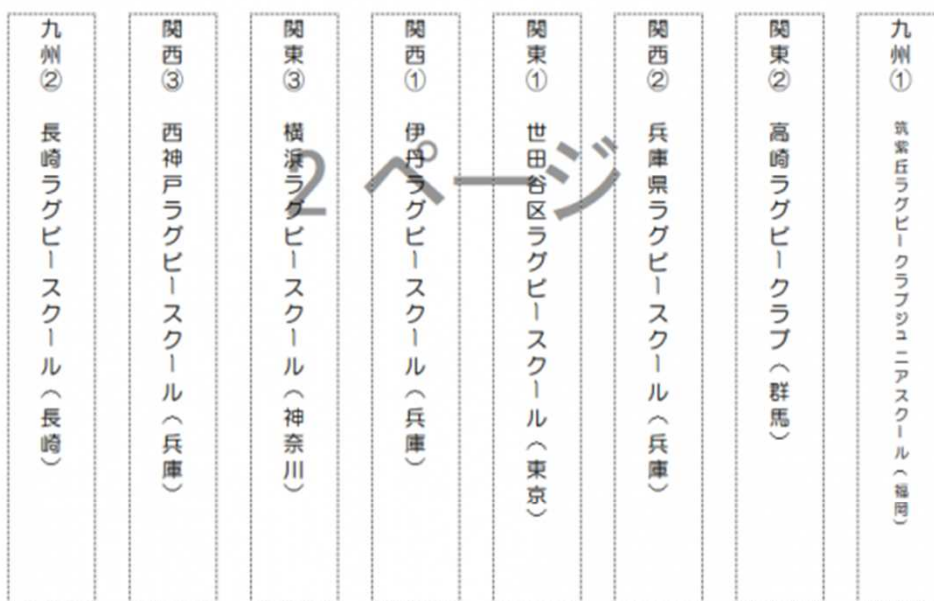 九州① 筑紫丘ラグビークラブジュニアスクール（福岡）
関東② 高崎ラグビークラブ（群馬）
関西② 兵庫県ラグビースクール（兵庫）
関東① 世田谷区ラグビースクール（東京）
関西① 伊丹ラグビースクール（兵庫）
関東③ 横浜ラグビースクール（神奈川）
関西③ 西神戸ラグビースクール（兵庫）
九州② 長崎ラグビースクール（長崎）
2 ページ